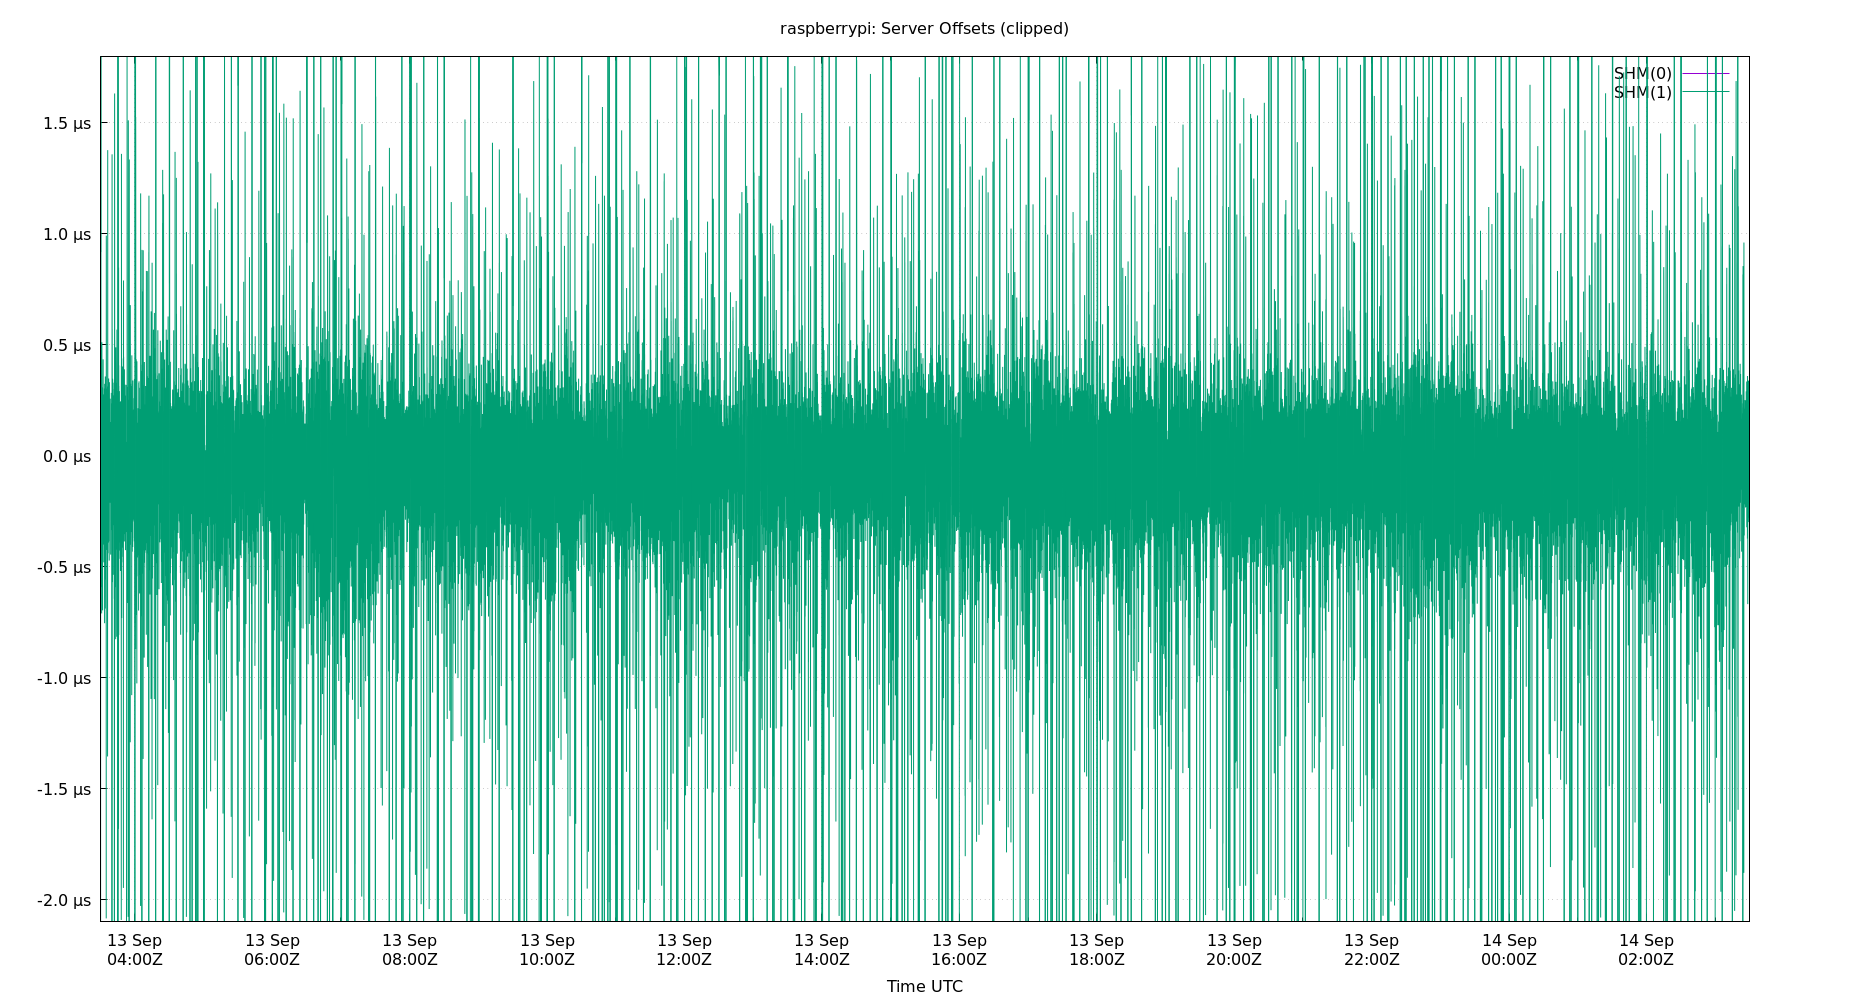 raspberrypi: Server Offsets (clipped)
SHM(0)
SHM(1)
1.5 µs
1.0 µs
0.5 µs
0.0 µs
-0.5 µs
-1.0 µs
-1.5 µs
-2.0 µs
13 Sep 13 Sep 13 Sep 13 Sep 13 Sep 13 Sep 13 Sep 13 Sep 13 Sep 13 Sep 14 Sep 14 Sep
04:00Z 06:00Z 08:00Z 10:00Z 12:00Z 14:00Z 16:00Z 18:00Z 20:00Z 22:00Z 00:00Z 02:00Z
Time UTC